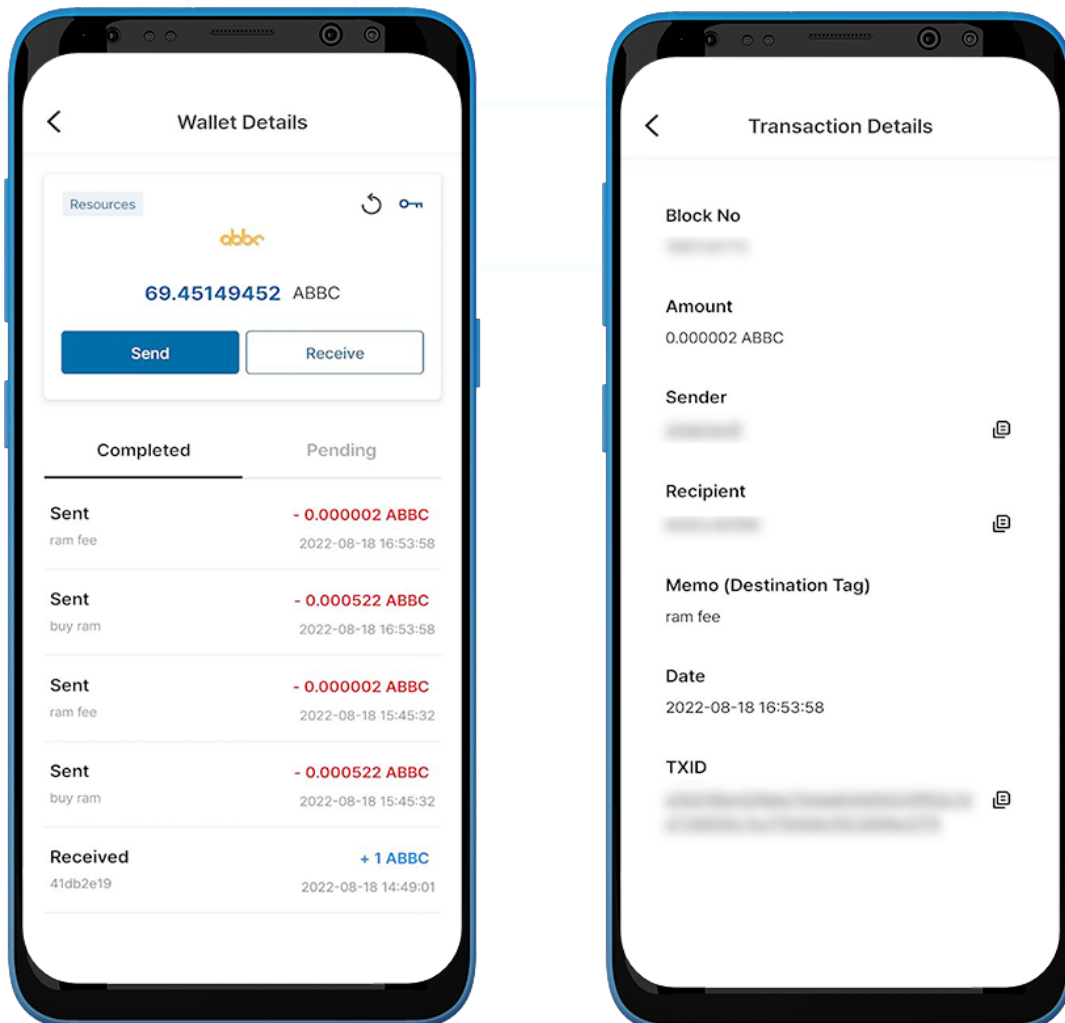 Wallet Details
Resources
abbc
69.45149452 ABBC
Send Receive
Completed Pending
Sent - 0.000002 ABBC
ram fee 2022-08-18 16:53:58
Sent - 0.000522 ABBC
buy ram 2022-08-18 16:53:58
Sent - 0.000002 ABBC
ram fee 2022-08-18 15:45:32
Sent - 0.000522 ABBC
buy ram 2022-08-18 15:45:32
Received + 1 ABBC
41db2e19 2022-08-18 14:49:01
Transaction Details
Block No
Amount
0.000002 ABBC
Sender
Recipient
Memo (Destination Tag)
ram fee
Date
2022-08-18 16:53:58
TXID